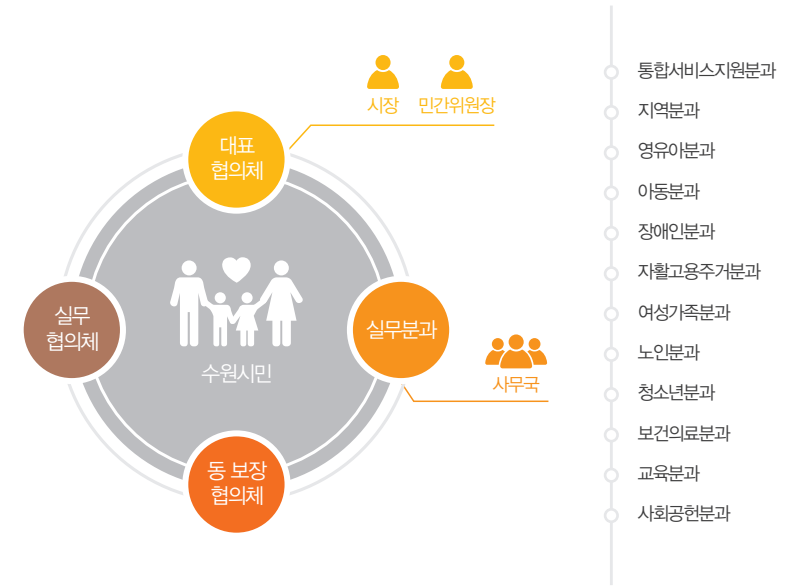 시장
민간위원장
대표
협의체
실무
협의체
수원시민
실무분과
사무국
동 보장
협의체
통합서비스지원분과
지역분과
영유아분과
아동분과
장애인분과
자활고용주거분과
여성가족분과
노인분과
청소년분과
보건의료분과
교육분과
사회공헌분과